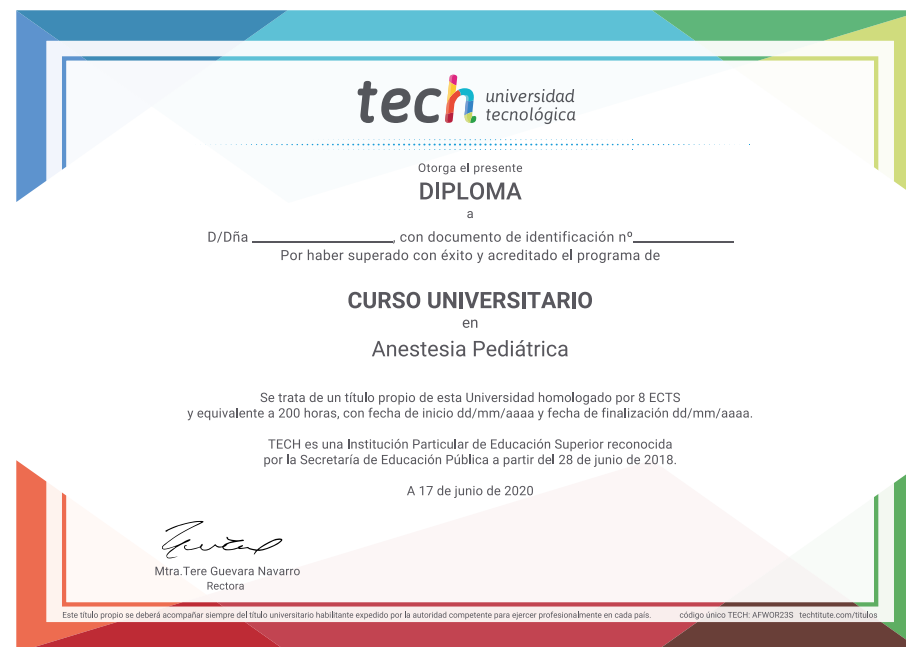 tech universidad
tecnológica
Otorga el presente
DIPLOMA
a
D/Dña ____________________, con documento de identificación nº______________
Por haber superado con éxito y acreditado el programa de
CURSO UNIVERSITARIO
en
Anestesia Pediátrica
Se trata de un título propio de esta Universidad homologado por 8 ECTS
y equivalente a 200 horas, con fecha de inicio dd/mm/aaaa y fecha de finalización dd/mm/aaaa.
TECH es una Institución Particular de Educación Superior reconocida
por la Secretaría de Educación Pública a partir del 28 de junio de 2018.
A 17 de junio de 2020
Mtra.Tere Guevara Navarro
Rectora
Este título propio se deberá acompañar siempre del título universitario habilitante expedido por la autoridad competente para ejercer profesionalmente en cada país. código único TECH: AFWOR23S techtitute.com/titulos